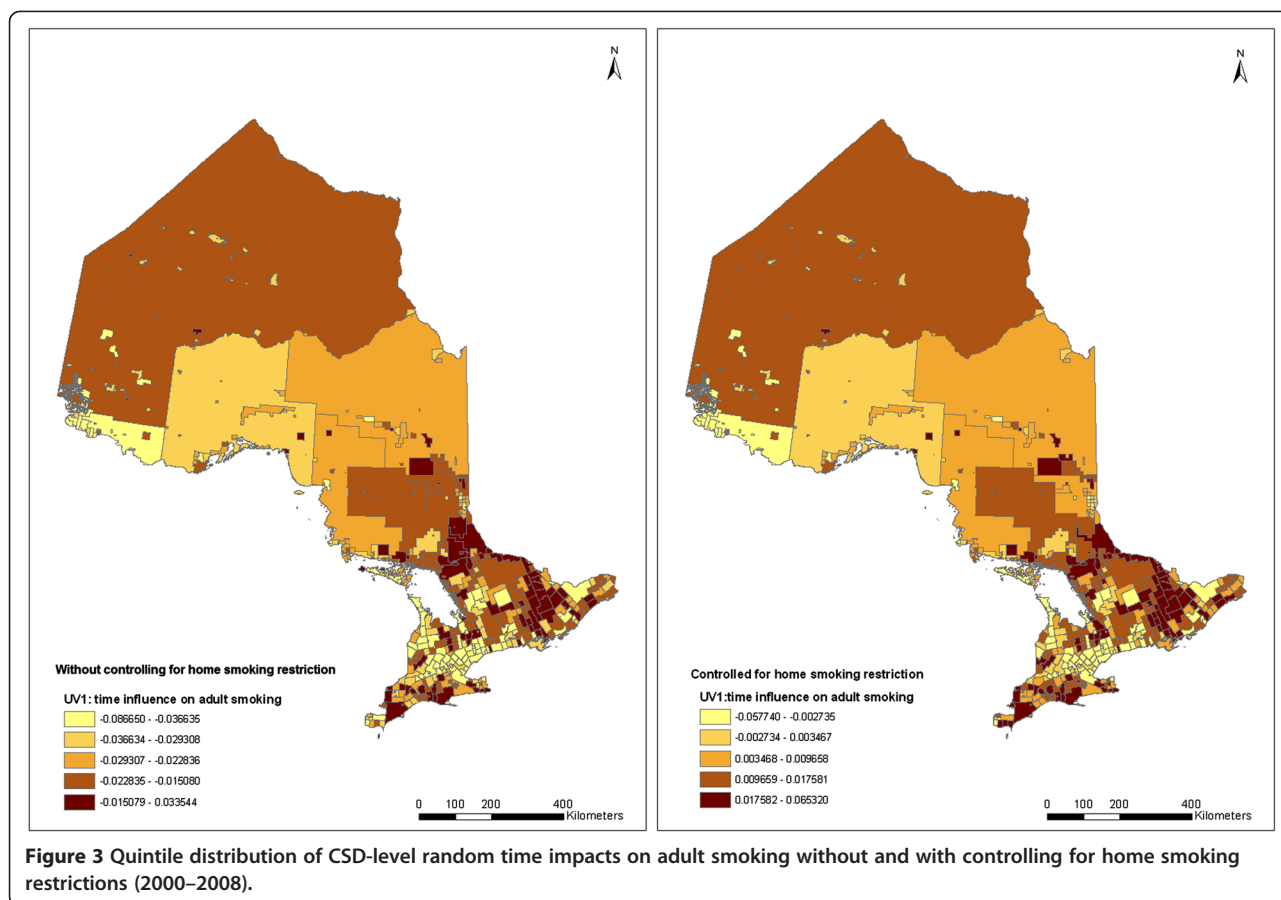 N
Without controlling for home smoking restriction
UV1: time influence on adult smoking
-0.086650 - -0.036635
-0.036634 - -0.029308
-0.029307 - -0.022836
-0.022835 - -0.015080
-0.015079 - 0.033544
0 100 200 400
Kilometers
N
Controlled for home smoking restriction
UV1:time influence on adult smoking
-0.057740 - -0.002735
-0.002734 - 0.003467
0.003468 - 0.009658
0.009659 - 0.017581
0.017582 - 0.065320
0 100 200 400
Kilometers
Figure 3 Quintile distribution of CSD-level random time impacts on adult smoking without and with controlling for home smoking
restrictions (2000–2008).